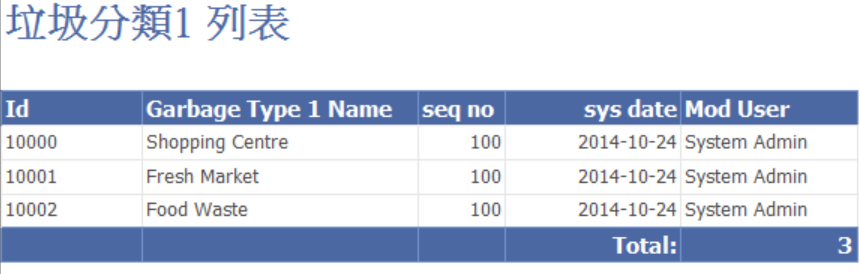 垃圾分類1 列表
Id Garbage Type 1 Name seq no sys date Mod User
10000 Shopping Centre 100 2014-10-24 System Admin
10001 Fresh Market 100 2014-10-24 System Admin
10002 Food Waste 100 2014-10-24 System Admin
Total: 3